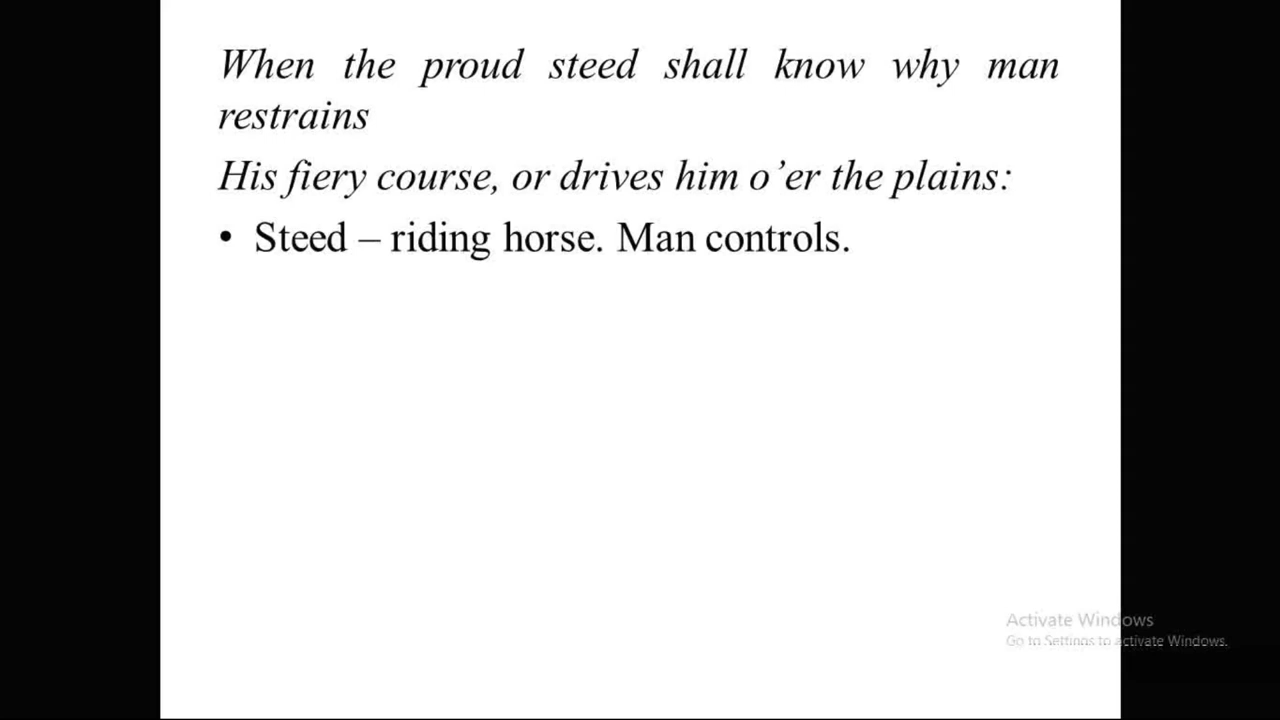 When the proud steed shall know why man
restrains
His fiery course, or drives him o’er the plains:
• Steed – riding horse. Man controls.
Activate Windows
Go to Settings to activate Windows.